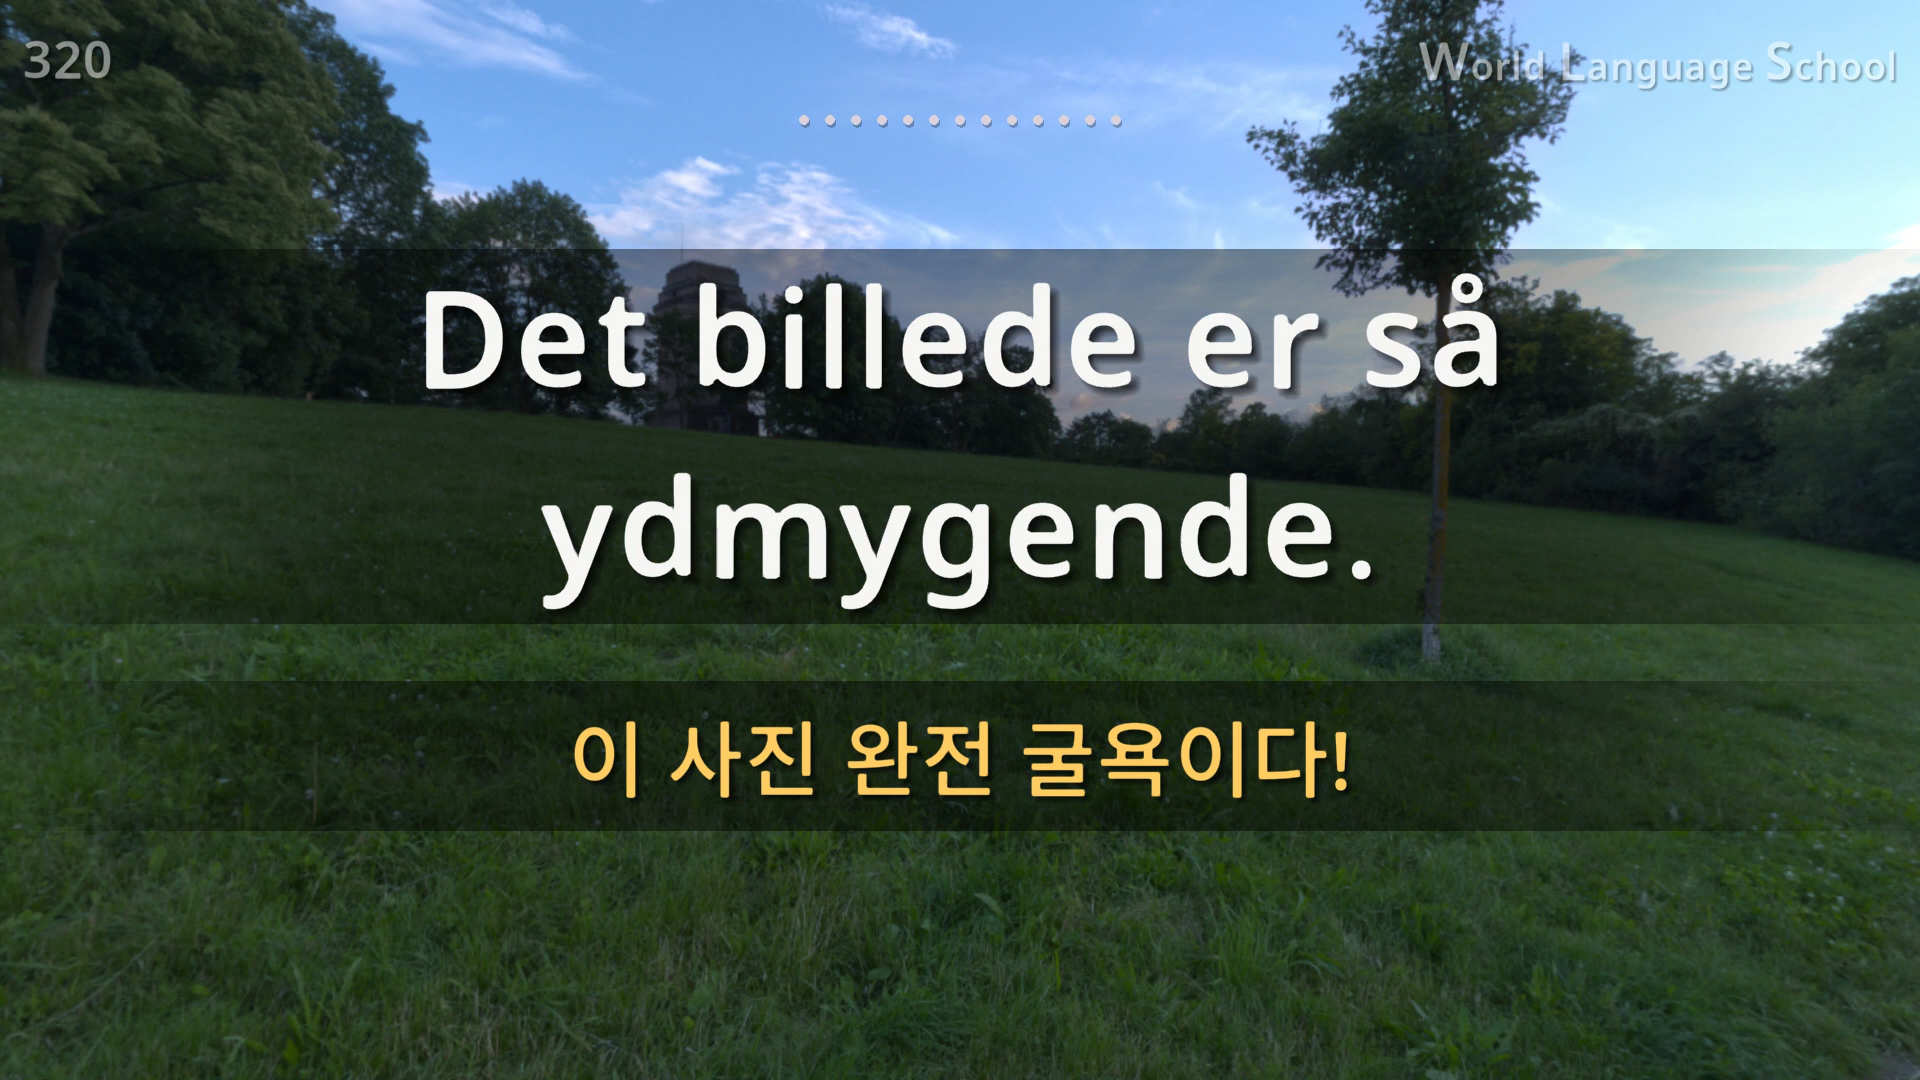 320
World Language School
Det billede er så
ydmygende.
이 사진 완전 굴욕이다!